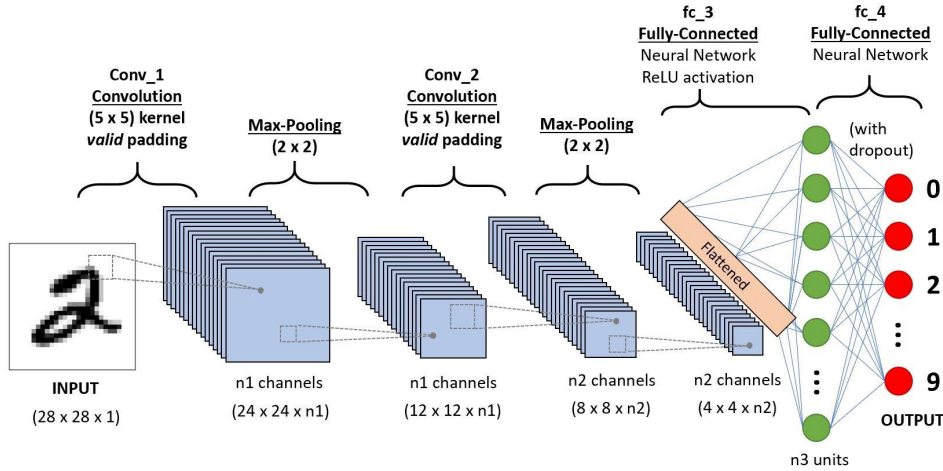 Conv_1
Convolution
(5 x 5) kernel
valid padding
Max-Pooling
(2 x 2)
Conv_2
Convolution
(5 x 5) kernel
valid padding
Max-Pooling
(2 x 2)
fc_3
Fully-Connected
Neural Network
ReLU activation
fc_4
Fully-Connected
Neural Network
(with
dropout)
Flattened
0
1
2
9
OUTPUT
2
INPUT
(28 x 28 x 1)
n1 channels
(24 x 24 x n1)
n1 channels
(12 x 12 x n1)
n2 channels
(8 x 8 x n2)
n2 channels
(4 x 4 x n2)
n3 units